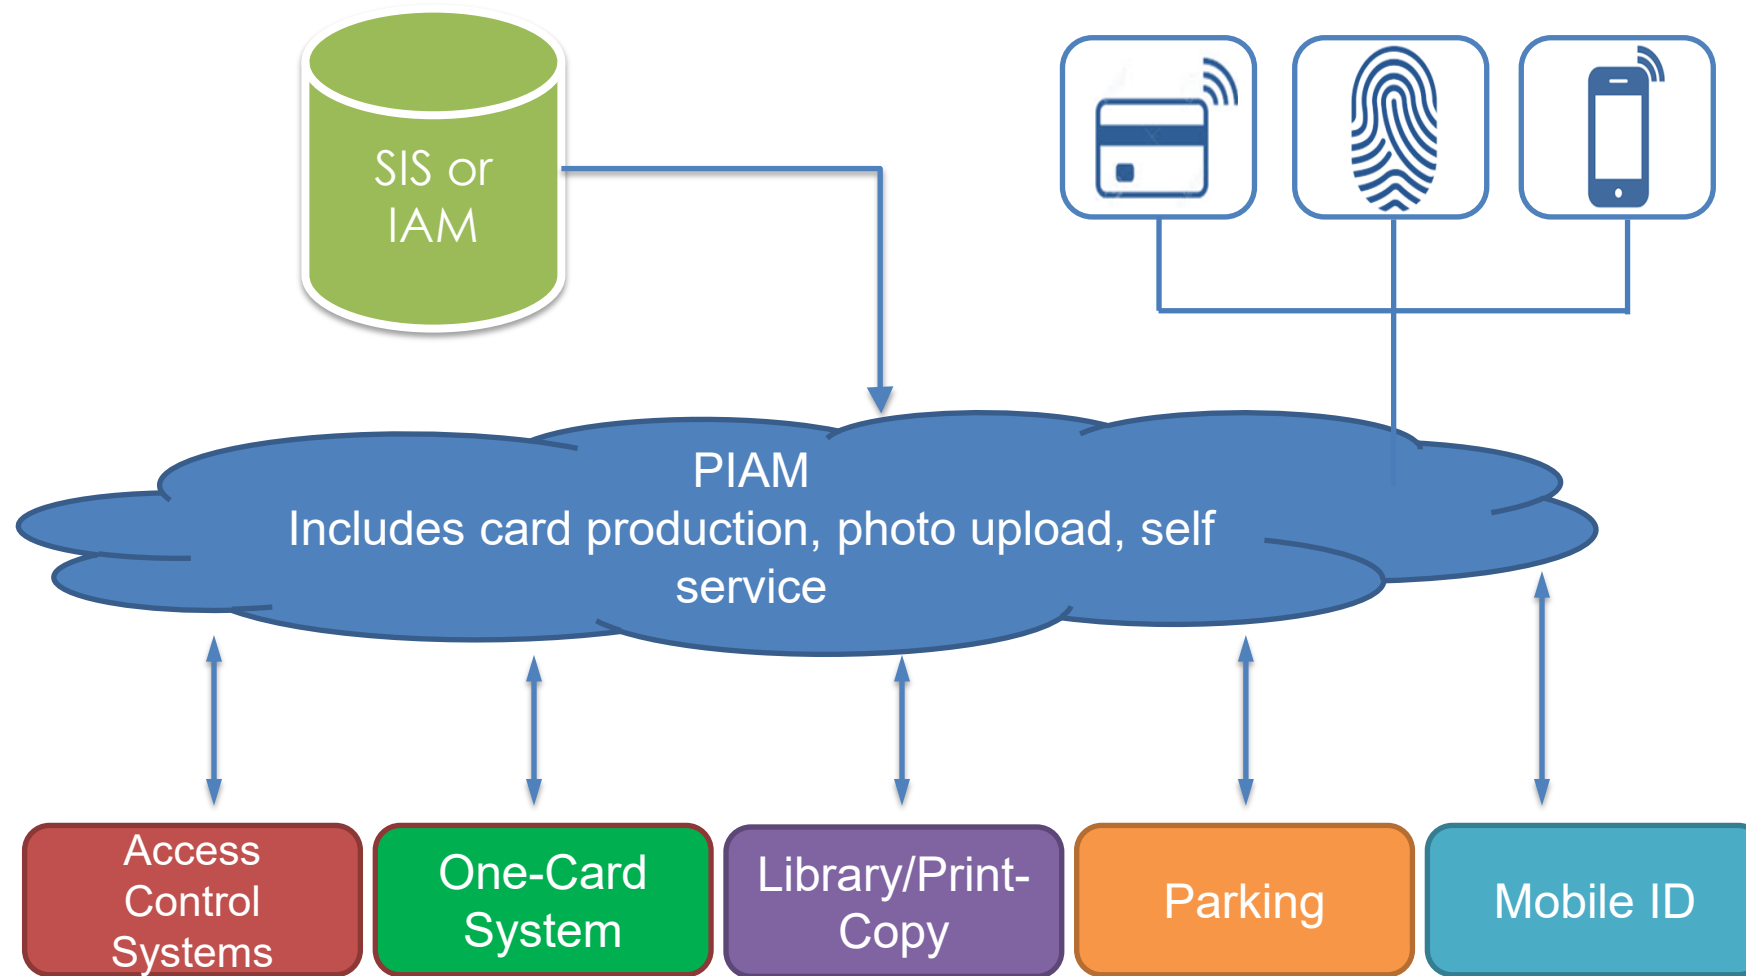 SIS or
IAM
PIAM
Includes card production, photo upload, self
service
Access
Control
Systems
One-Card
System
Library/Print-
Copy
Parking
Mobile ID